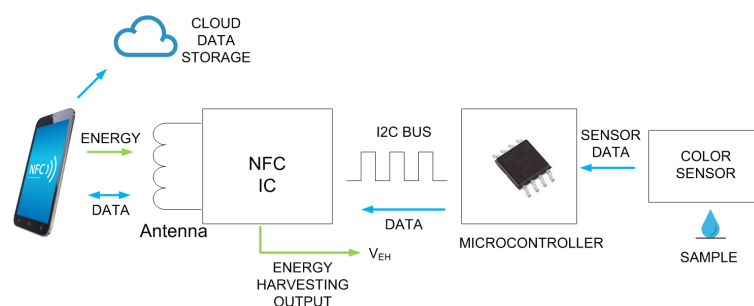 CLOUD
DATA
STORAGE
ENERGY
NFC
DATA
Antenna
NFC
IC
ENERGY
HARVESTING
OUTPUT
VEH
I2C BUS
DATA
MICROCONTROLLER
SENSOR
DATA
COLOR
SENSOR
SAMPLE